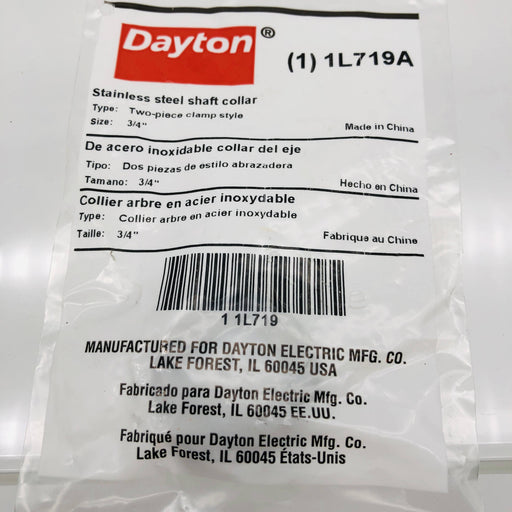 Dayton®
(1) 1L719A
Stainless steel shaft collar
Type: Two-piece clamp style
Size: 3/4"
Made in China
De acero inoxidable collar del eje
Tipo: Dos piezas de estilo abrazadera
Tamano: 3/4"
Hecho en China
Collier arbre en acier inoxydable
Type: Collier arbre en acier inoxydable
Taille: 3/4"
Fabrique au Chine
1 1L719
MANUFACTURED FOR DAYTON ELECTRIC MFG. CO.
LAKE FOREST, IL 60045 USA
Fabricado para Dayton Electric Mfg. Co.
Lake Forest, IL 60045 EE.UU.
Fabriqué pour Dayton Electric Mfg. Co.
Lake Forest, IL 60045 États-Unis